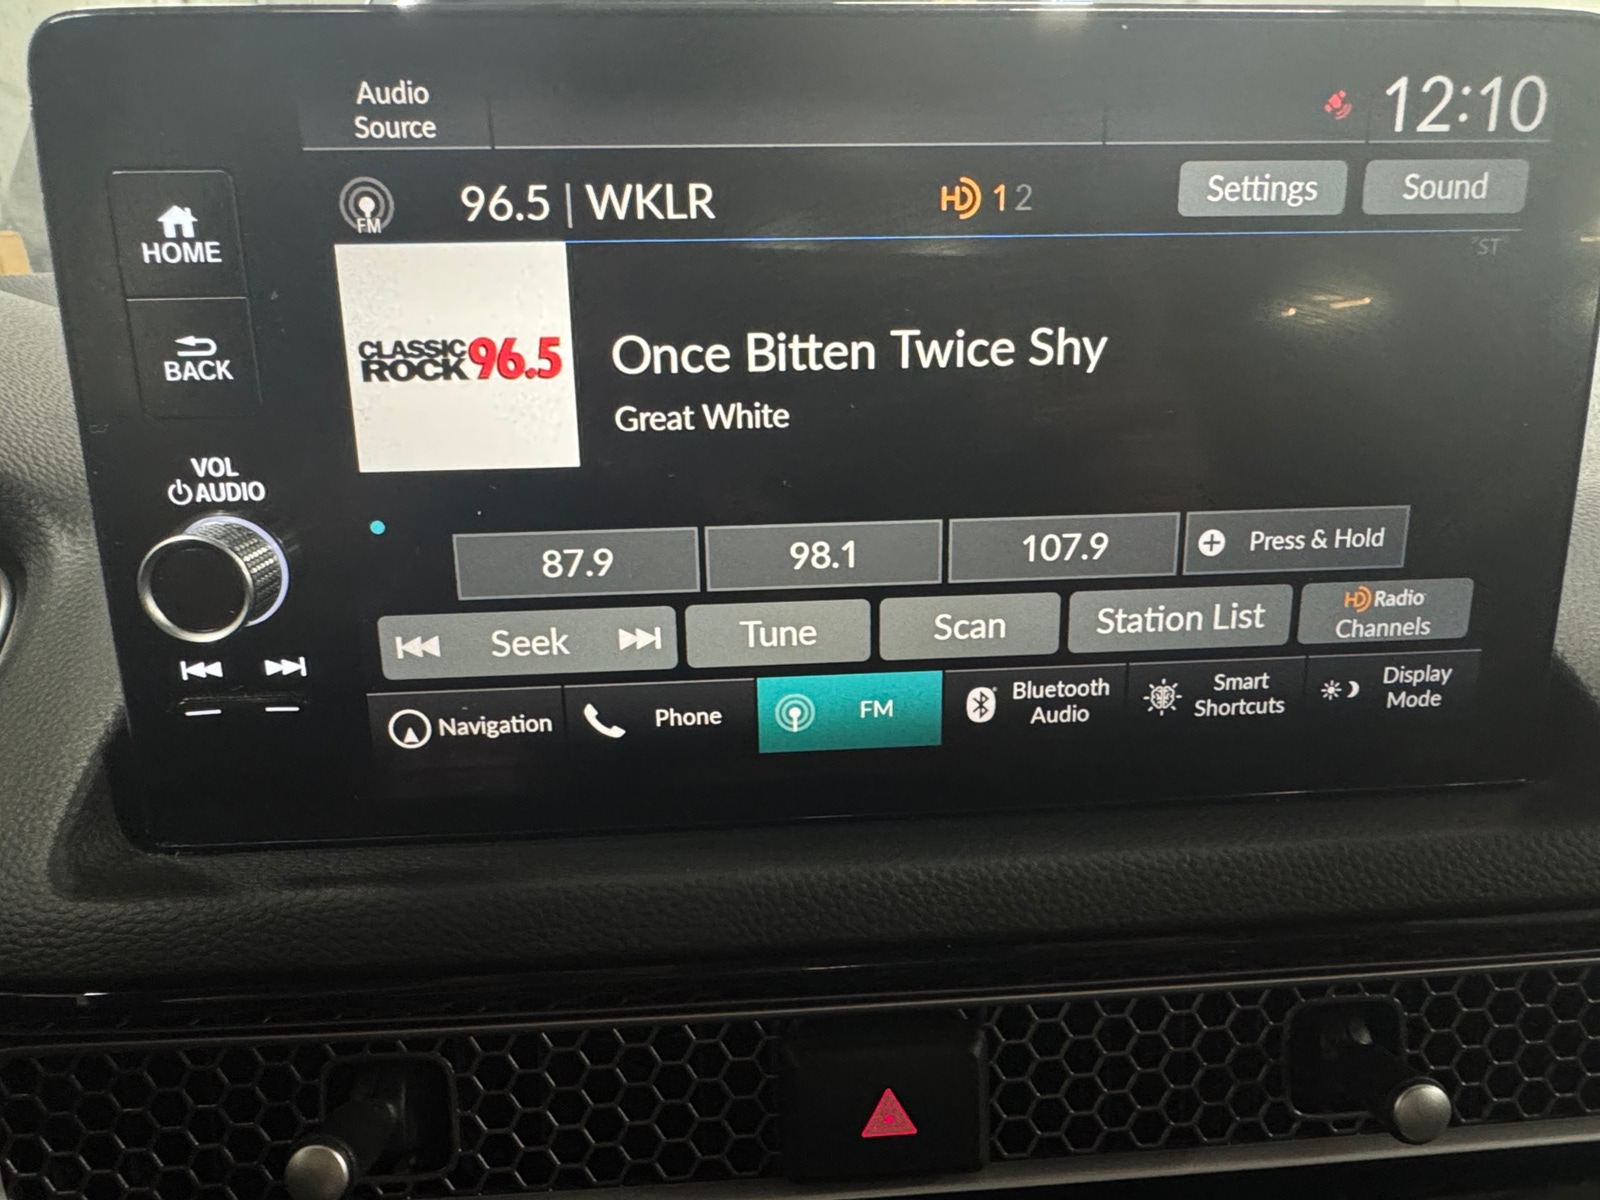 Audio
Source
12:10
FM
96.5 | WKLR
HD 1 2
Settings
Sound
ST
HOME
BACK
CLASSIC
ROCK 96.5
Once Bitten Twice Shy
Great White
VOL
AUDIO
87.9
98.1
107.9
Press & Hold
Seek
Tune
Scan
Station List
HD Radio
Channels
Navigation
Phone
FM
Bluetooth
Audio
Smart
Shortcuts
Display
Mode